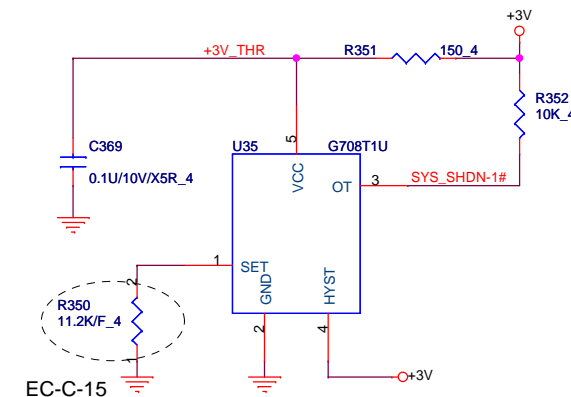 +3V
+3V_THR
R351
150_4
R352
10K_4
C369
0.1U/10V/X5R_4
U35
G708T1U
5
VCC
OT
3
SYS_SHDN-1#
1
SET
GND
HYST
2
R350
11.2K/F_4
1
2
4
+3V
EC-C-15